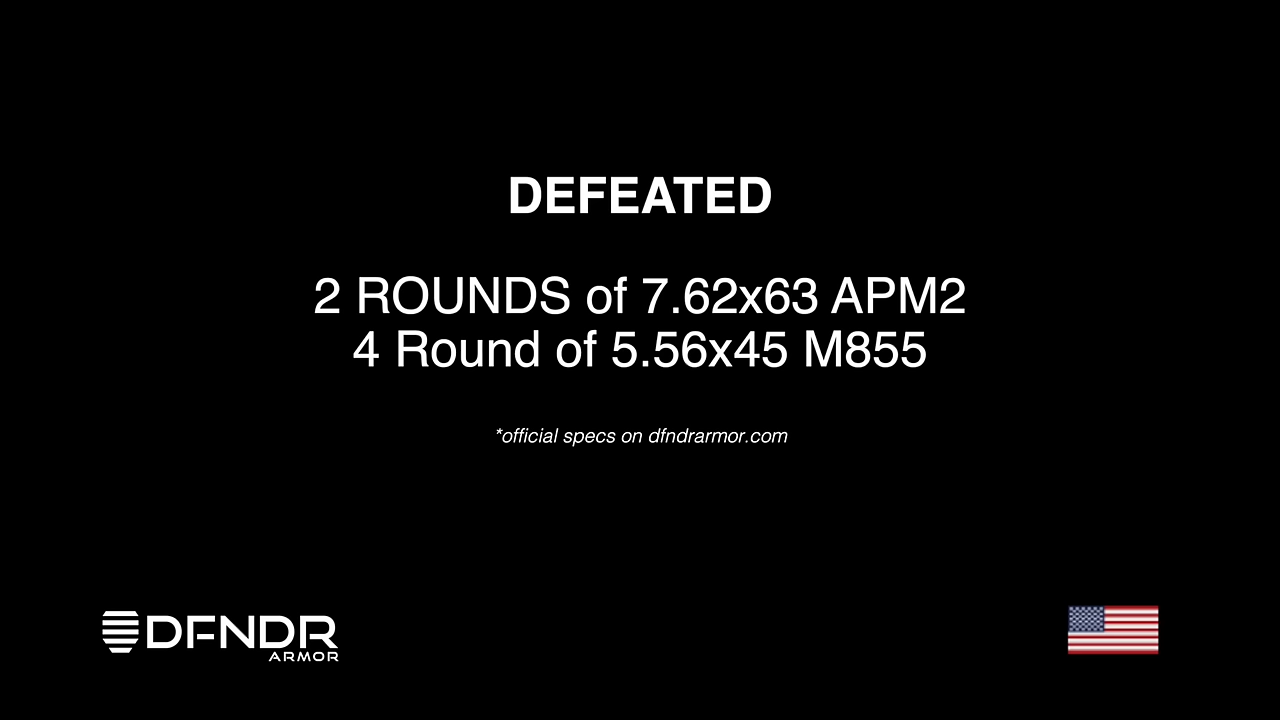 DEFEATED
2 ROUNDS of 7.62x63 APM2
4 Round of 5.56x45 M855
*official specs on dfndrarmor.com
DFNDR
ARMOR